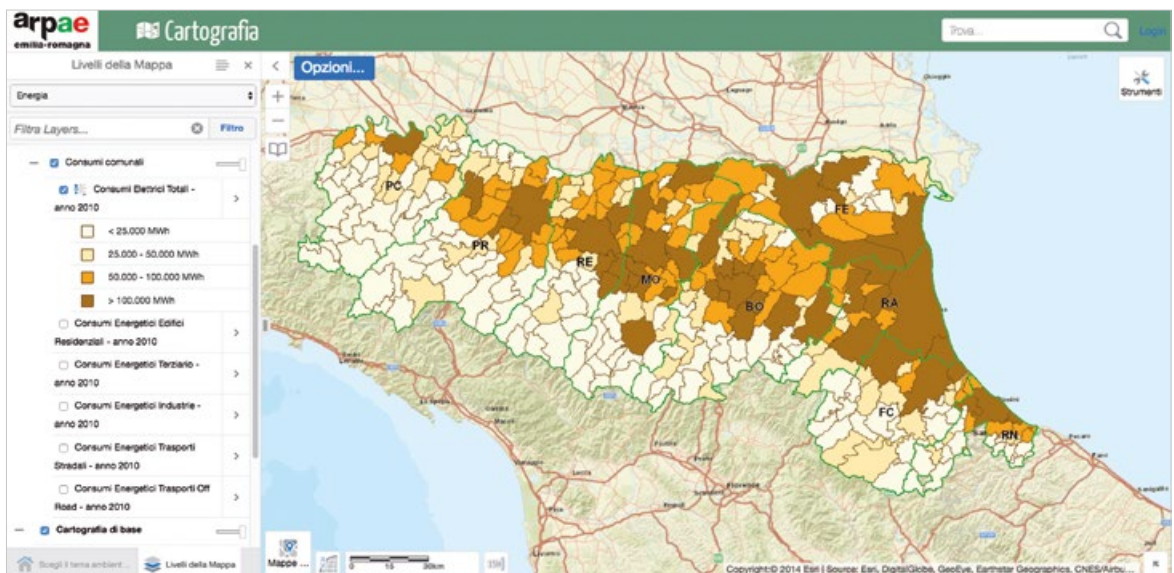 arpae
emilia-romagna
Cartografia
Trova...
Login
Livelli della Mappa
Opzioni...
Strumenti
Energia
Filtra Layers...
Filtro
Consumi comunali
Consumi Elettrici Totali -
anno 2010
< 25.000 MWh
25.000 - 50.000 MWh
50.000 - 100.000 MWh
> 100.000 MWh
Consumi Energetici Edifici
Residenziali - anno 2010
Consumi Energetici Terziario -
anno 2010
Consumi Energetici Industrie -
anno 2010
Consumi Energetici Trasporti
Stradali - anno 2010
Consumi Energetici Trasporti Off
Road - anno 2010
Cartografia di base
Scegli il tema ambient...
Livelli della Mappa
PC
PR
RE
MO
BO
FE
RA
FC
RN
Mappe ...
0 15 30km
Copyright:© 2014 Esri | Source: Esri, DigitalGlobe, GeoEye, Earthstar Geographics, CNES/Airbu...